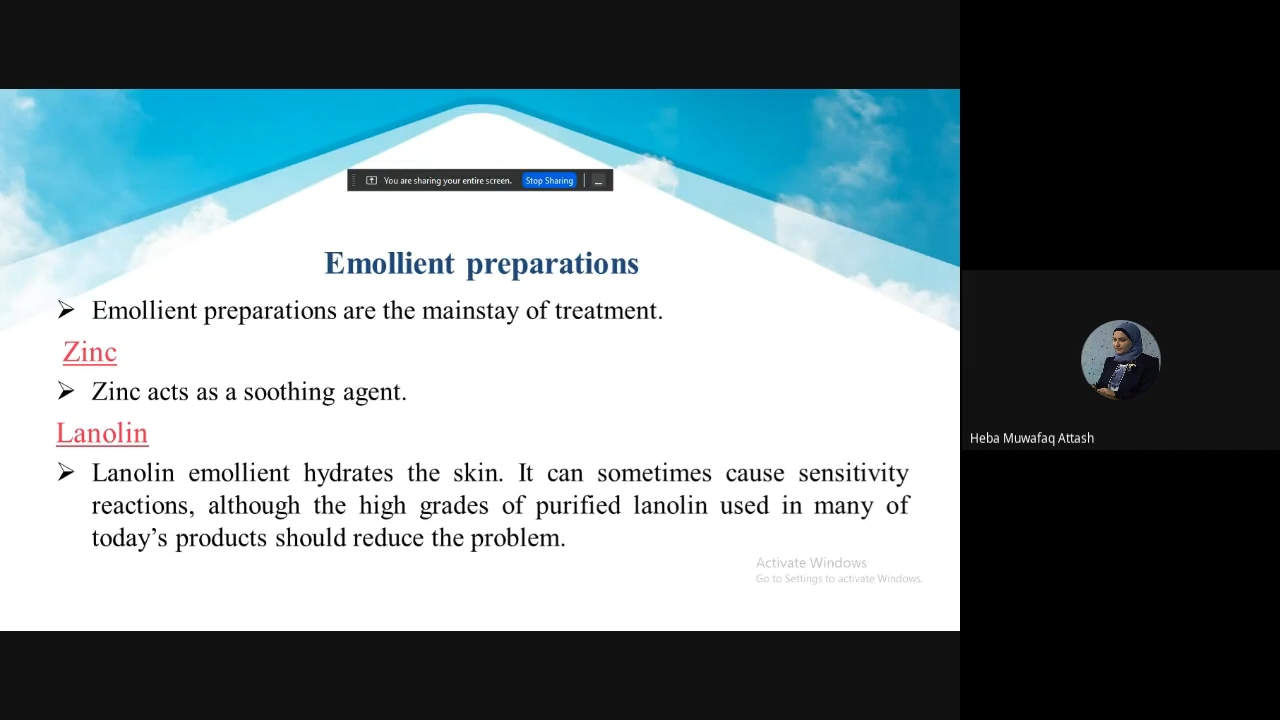 You are sharing your entire screen. Stop Sharing
Emollient preparations
➢ Emollient preparations are the mainstay of treatment.
Zinc
➢ Zinc acts as a soothing agent.
Lanolin
➢ Lanolin emollient hydrates the skin. It can sometimes cause sensitivity
reactions, although the high grades of purified lanolin used in many of
today’s products should reduce the problem.
Activate Windows
Go to Settings to activate Windows.
Heba Muwafaq Attash